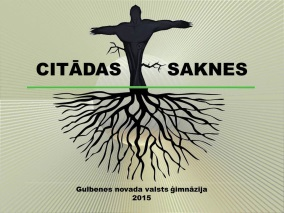 CITĀDAS SAKNES
Gulbenes novada valsts ģimnāzija
2015